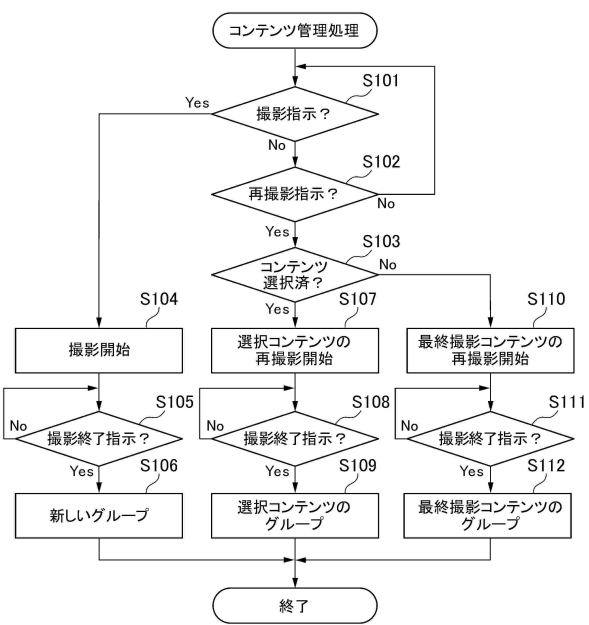 コンテンツ管理処理
S101
Yes
撮影指示？
No
S102
再撮影指示？
No
Yes
S103
コンテンツ
選択済？
No
Yes
S104
撮影開始
S107
選択コンテンツの
再撮影開始
S110
最終撮影コンテンツの
再撮影開始
S105
No
撮影終了指示？
Yes
S108
No
撮影終了指示？
Yes
S111
No
撮影終了指示？
Yes
S106
新しいグループ
S109
選択コンテンツの
グループ
S112
最終撮影コンテンツの
グループ
終了